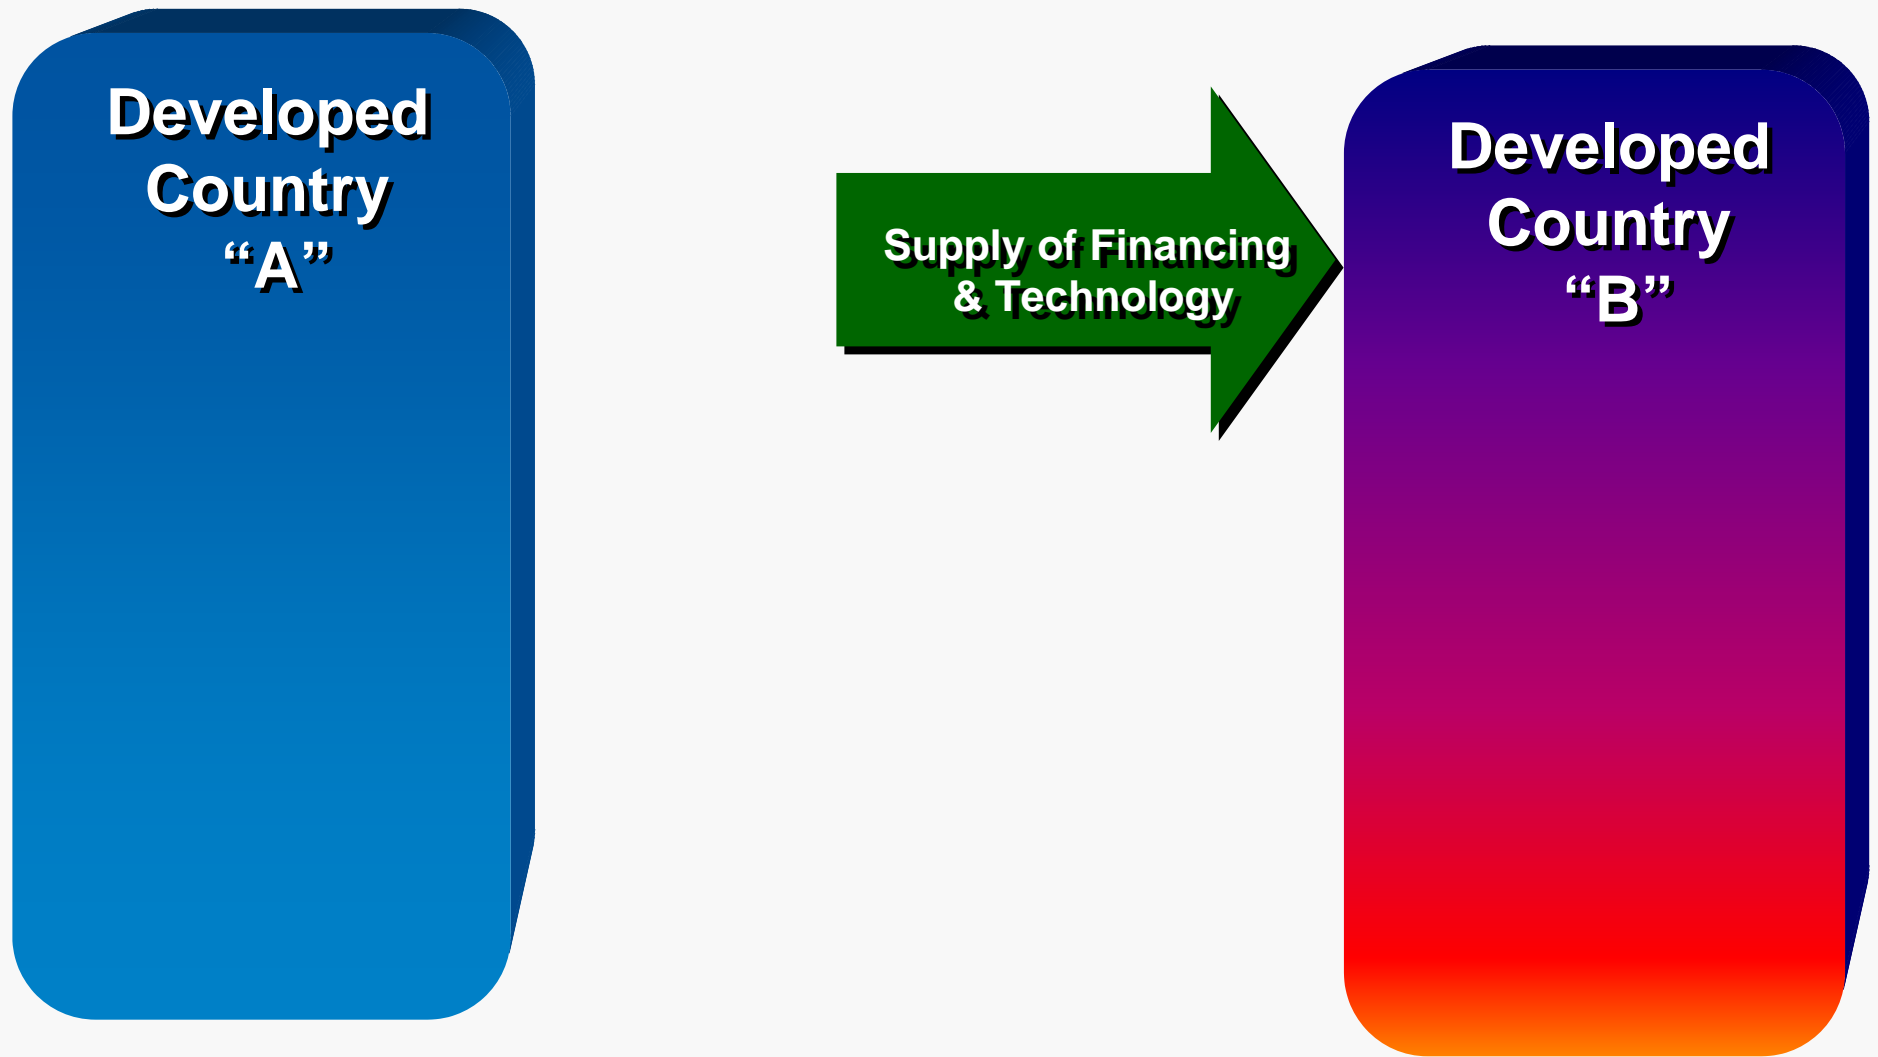 Developed
Country
“A”
Supply of Financing
& Technology
Developed
Country
“B”